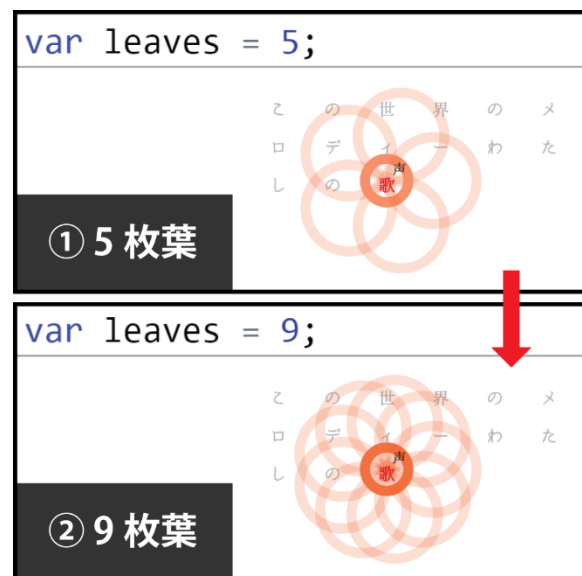 var leaves = 5;
この世界のメ
ロディーわた
しの歌声
① 5 枚葉
var leaves = 9;
この世界のメ
ロディーわた
しの歌声
② 9 枚葉